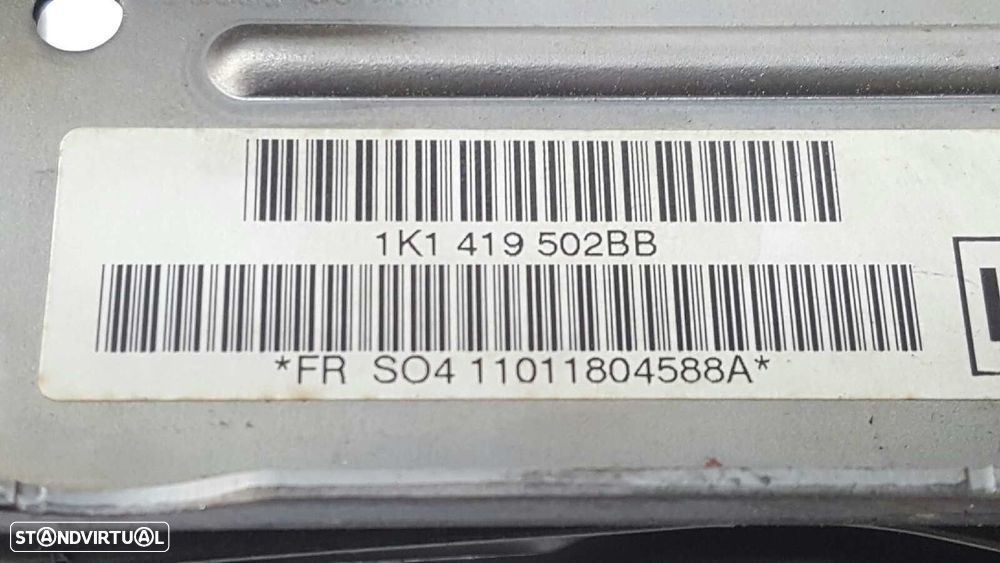 1K1 419 502BB
*FR SO4 11011804588A*
STANDVIRTUAL